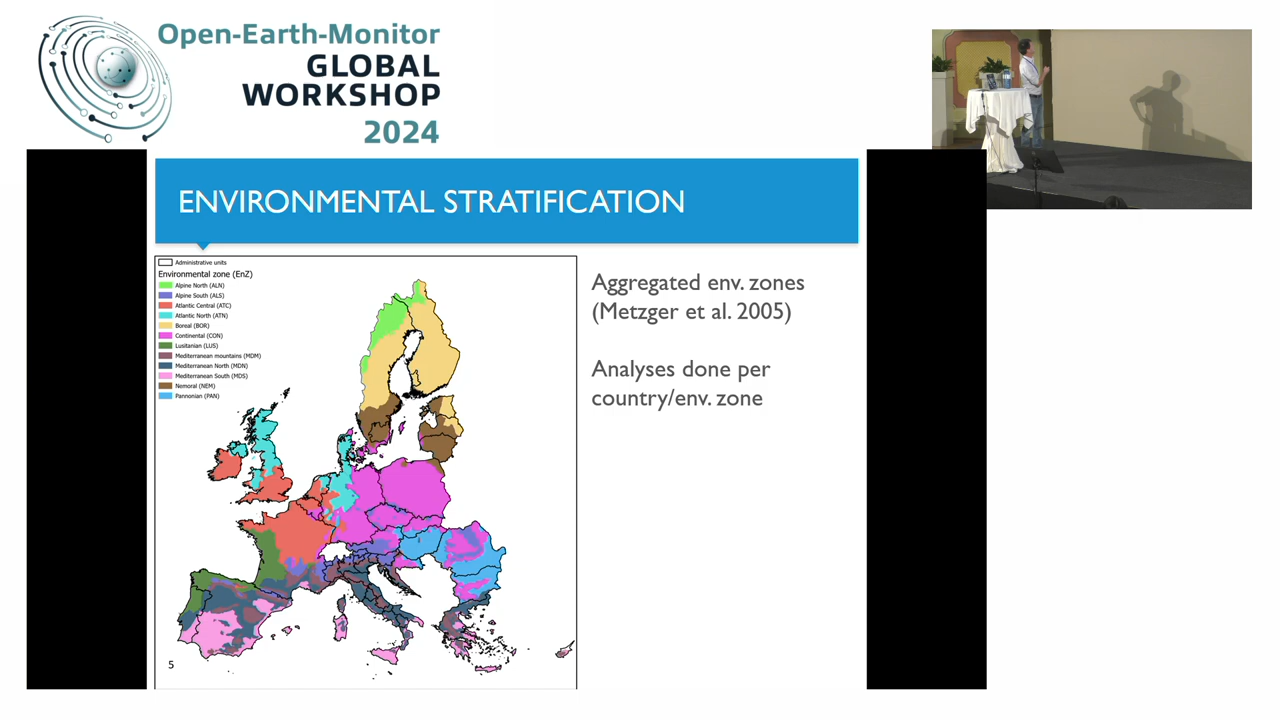 Open-Earth-Monitor
GLOBAL
WORKSHOP
2024
ENVIRONMENTAL STRATIFICATION
Administrative units
Environmental zone (EnZ)
Alpine North (ALN)
Alpine South (ALS)
Atlantic Central (ATC)
Atlantic North (ATN)
Boreal (BOR)
Continental (CON)
Lusitanian (LUS)
Mediterranean mountains (MDM)
Mediterranean North (MDN)
Mediterranean South (MDS)
Nemoral (NEM)
Pannonian (PAN)
5
Aggregated env. zones
(Metzger et al. 2005)
Analyses done per
country/env. zone